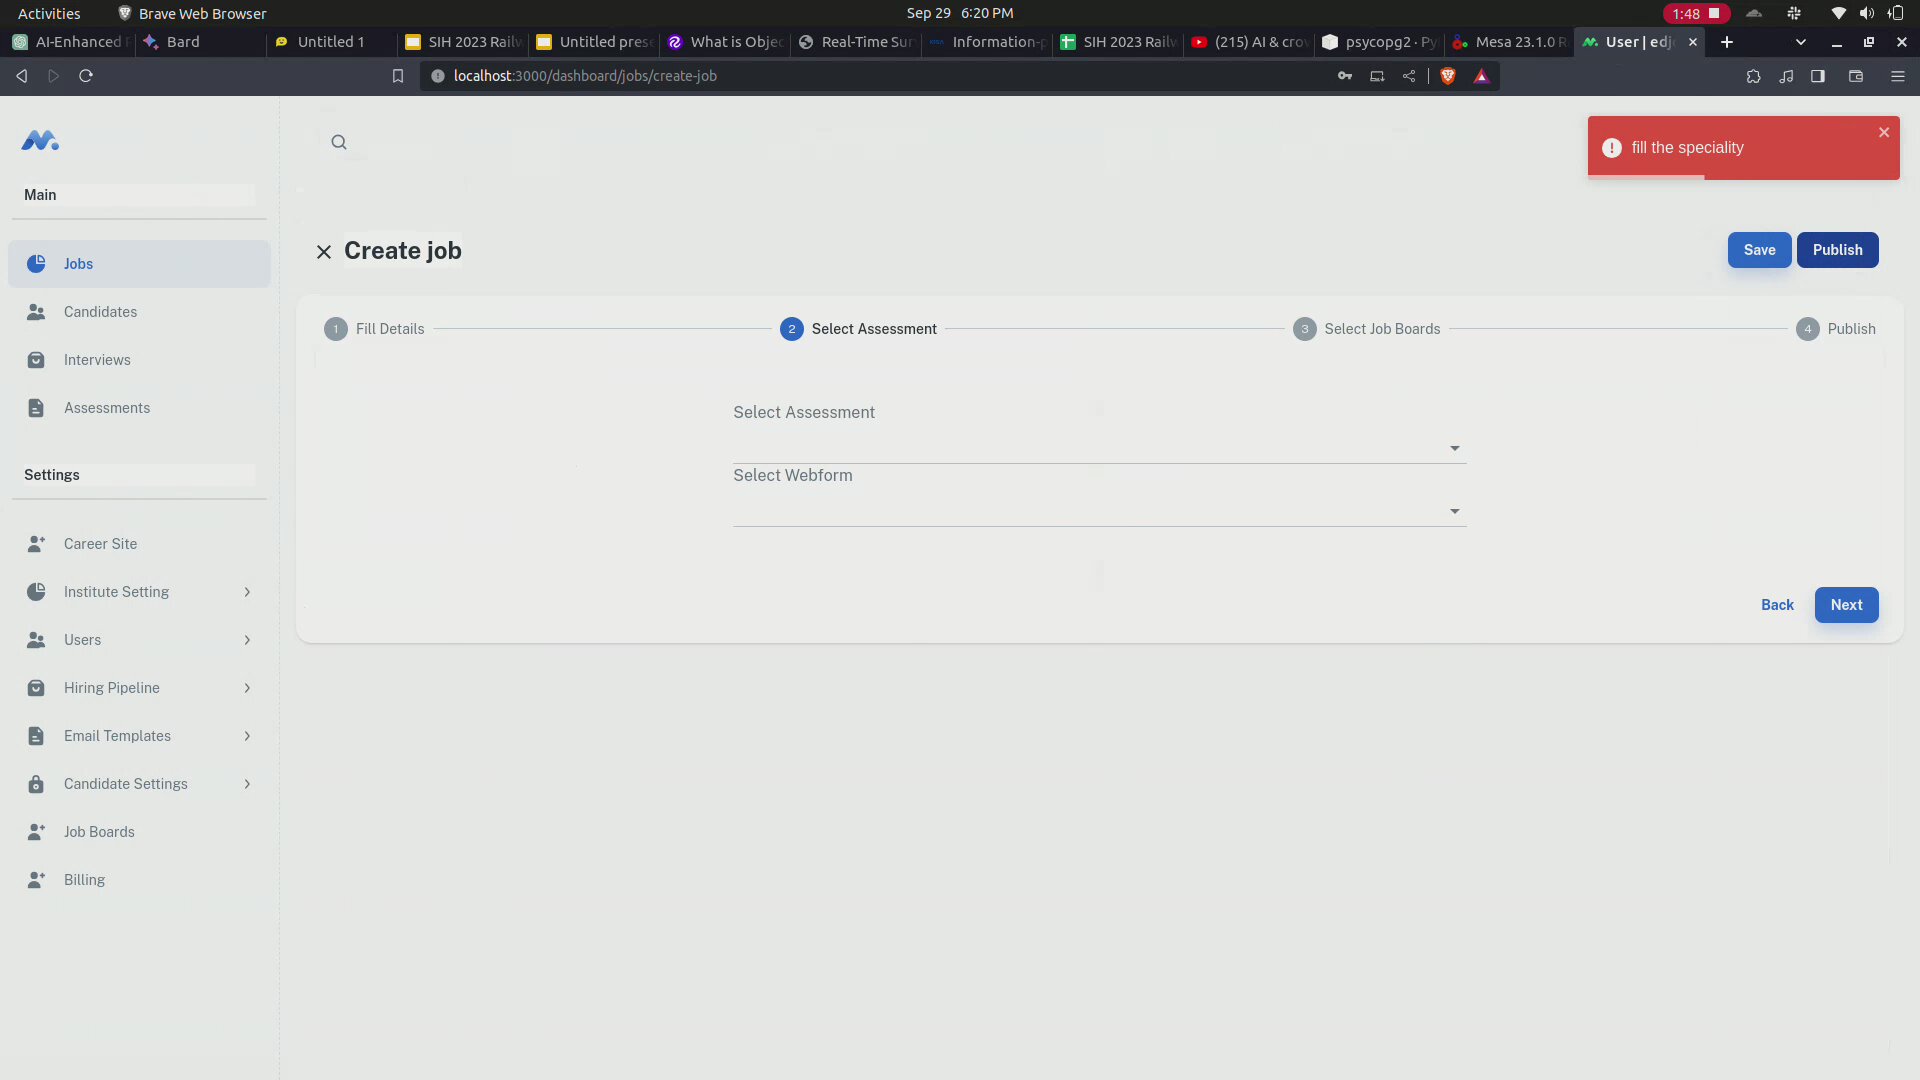 Activities
Brave Web Browser
Sep 29 6:20 PM
1:48
AI-Enhanced
Bard
Untitled 1
SIH 2023 Railw
Untitled prese
What is Objec
Real-Time Sur
Information-p
SIH 2023 Railw
(215) AI & crow
psycopg2 · Py
Mesa 23.1.0 R
User | edjo
localhost:3000/dashboard/jobs/create-job
fill the speciality
Main
Jobs
Candidates
Interviews
Assessments
Settings
Career Site
Institute Setting
Users
Hiring Pipeline
Email Templates
Candidate Settings
Job Boards
Billing
Create job
Save
Publish
1 Fill Details
2 Select Assessment
3 Select Job Boards
4 Publish
Select Assessment
Select Webform
Back
Next